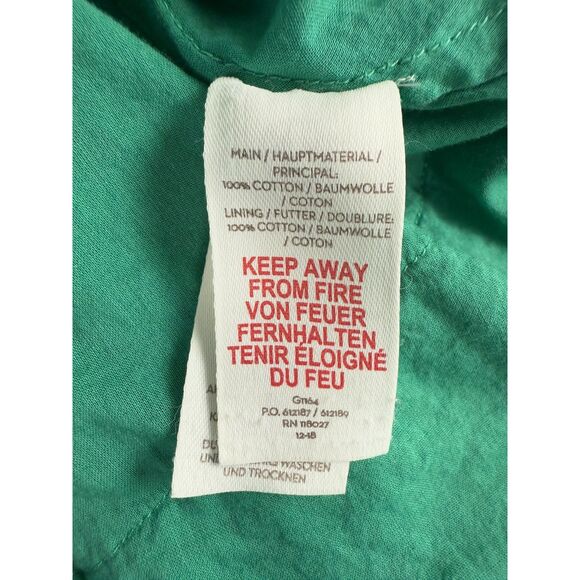 MAIN / HAUPTMATERIAL /
PRINCIPAL:
100% COTTON / BAUMWOLLE
/ COTON
LINING / FUTTER / DOUBLURE:
100% COTTON / BAUMWOLLE
/ COTON
KEEP AWAY
FROM FIRE
VON FEUER
FERNHALTEN
TENIR ÉLOIGNÉ
DU FEU
G1164
P.O. 612187 / 612189
RN 118027
12-18
WASCHEN
UND TROCKNEN